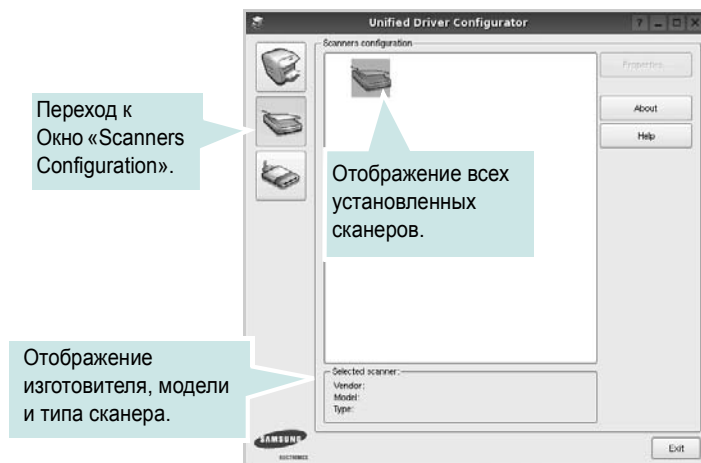 Unified Driver Configurator
Scanners configuration
Properties...
About
Help
Переход к
Окно «Scanners
Configuration».
Отображение всех
установленных
сканеров.
Отображение
изготовителя, модели
и типа сканера.
Selected scanner:
Vendor:
Model:
Type:
SAMSUNG
ELECTRONICS
Exit